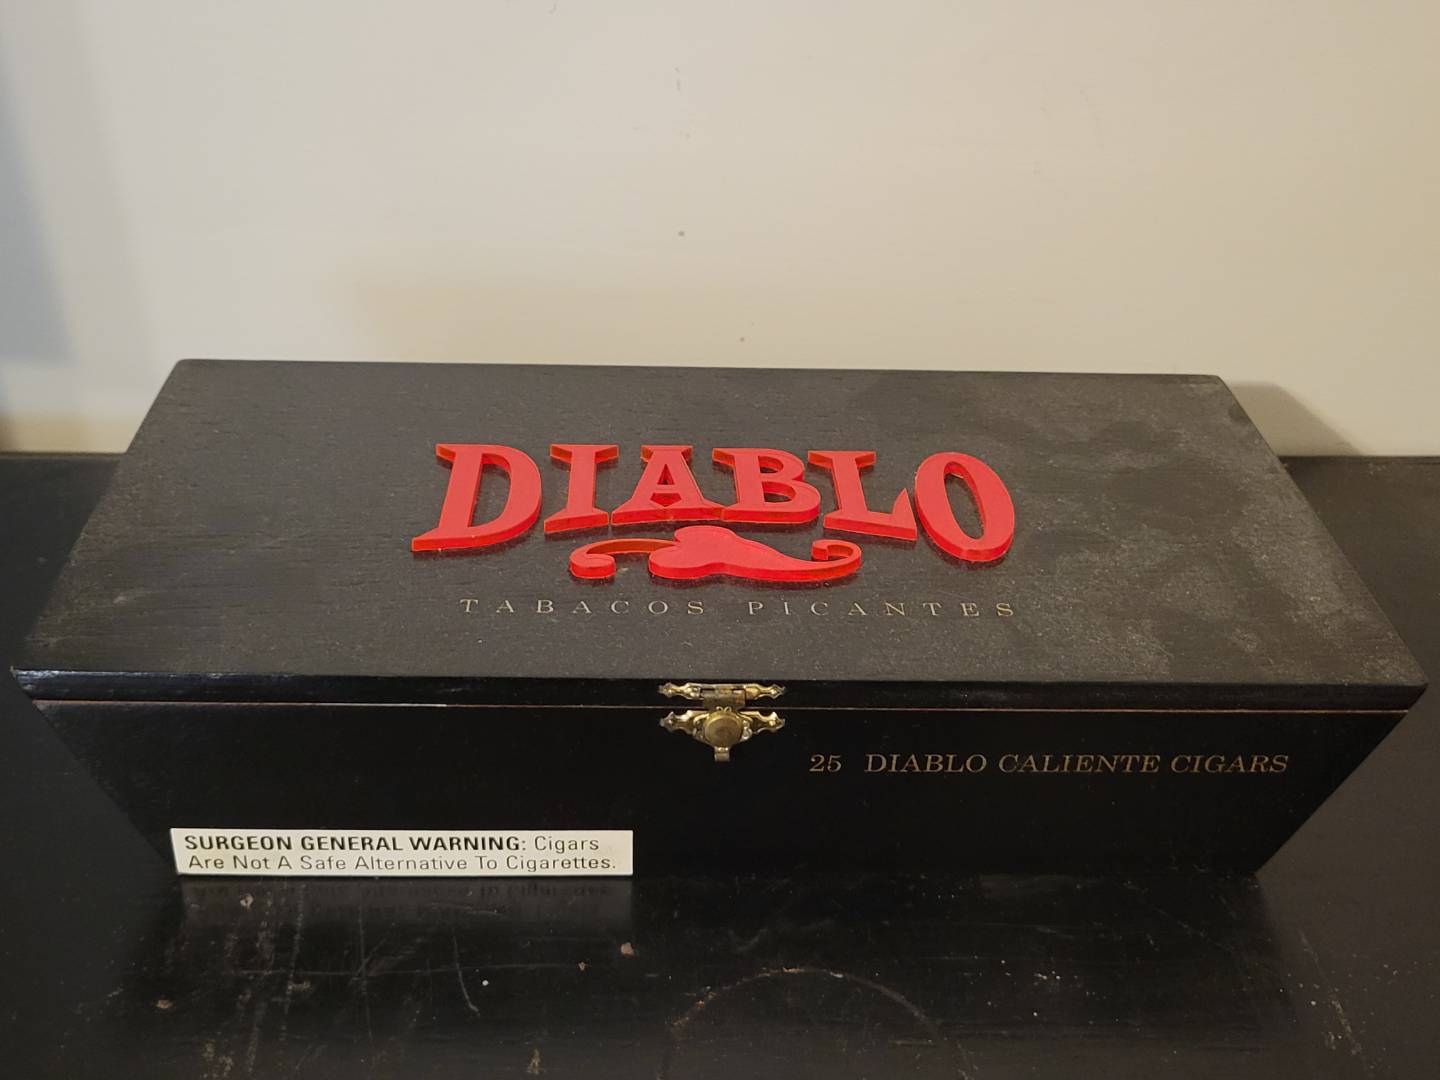 DIABLO
TABACOS PICANTES
25 DIABLO CALIENTE CIGARS
SURGEON GENERAL WARNING: Cigars
Are Not A Safe Alternative To Cigarettes.